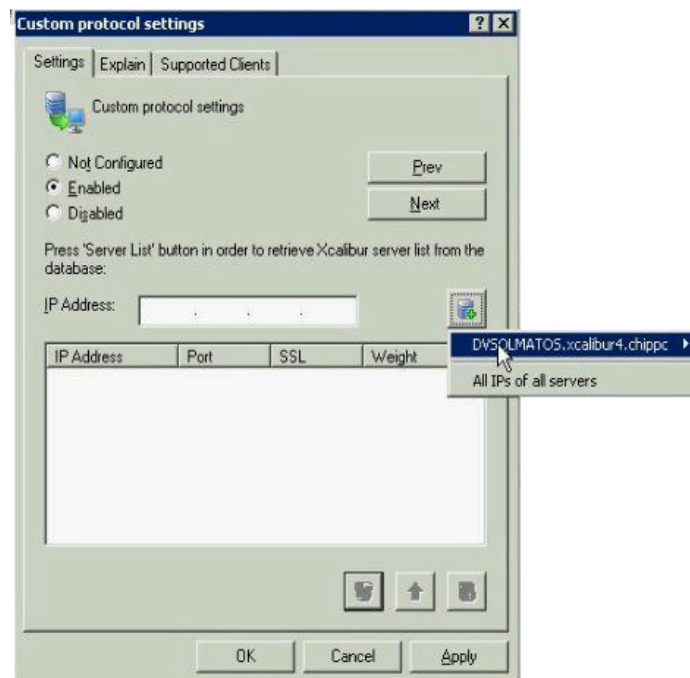 Custom protocol settings
Settings Explain Supported Clients
Custom protocol settings
Not Configured
Enabled
Disabled
Prev
Next
Press 'Server List' button in order to retrieve Xcalibur server list from the
database:
IP Address:
IP Address Port SSL Weight
DVSQLMATOS.xcalibur4.chippc
All IPs of all servers
OK Cancel Apply